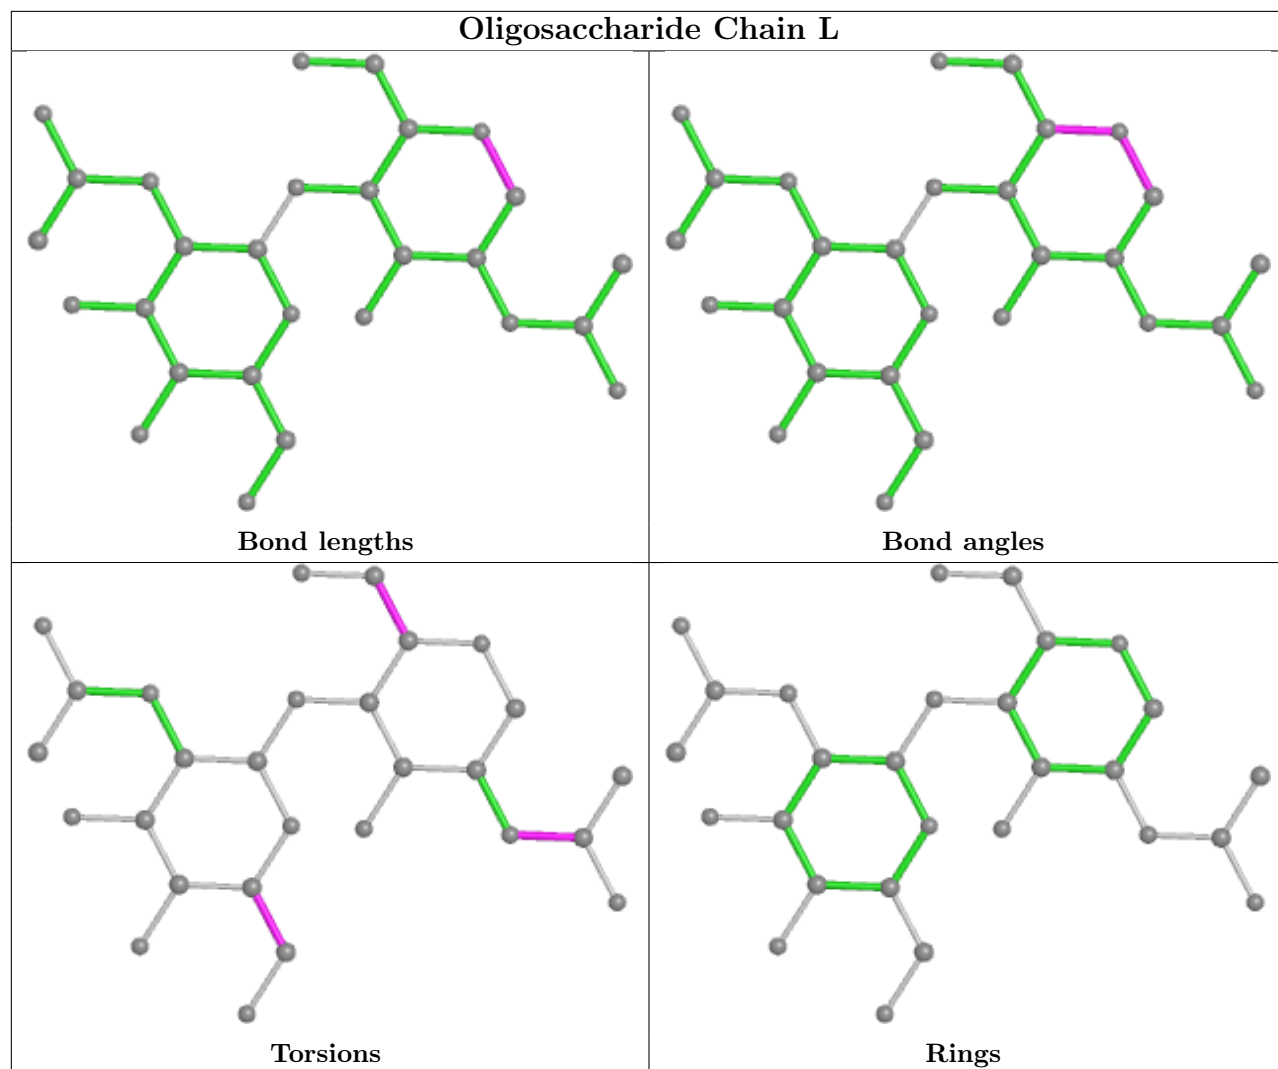 Oligosaccharide Chain L
Bond lengths
Bond angles
Torsions
Rings